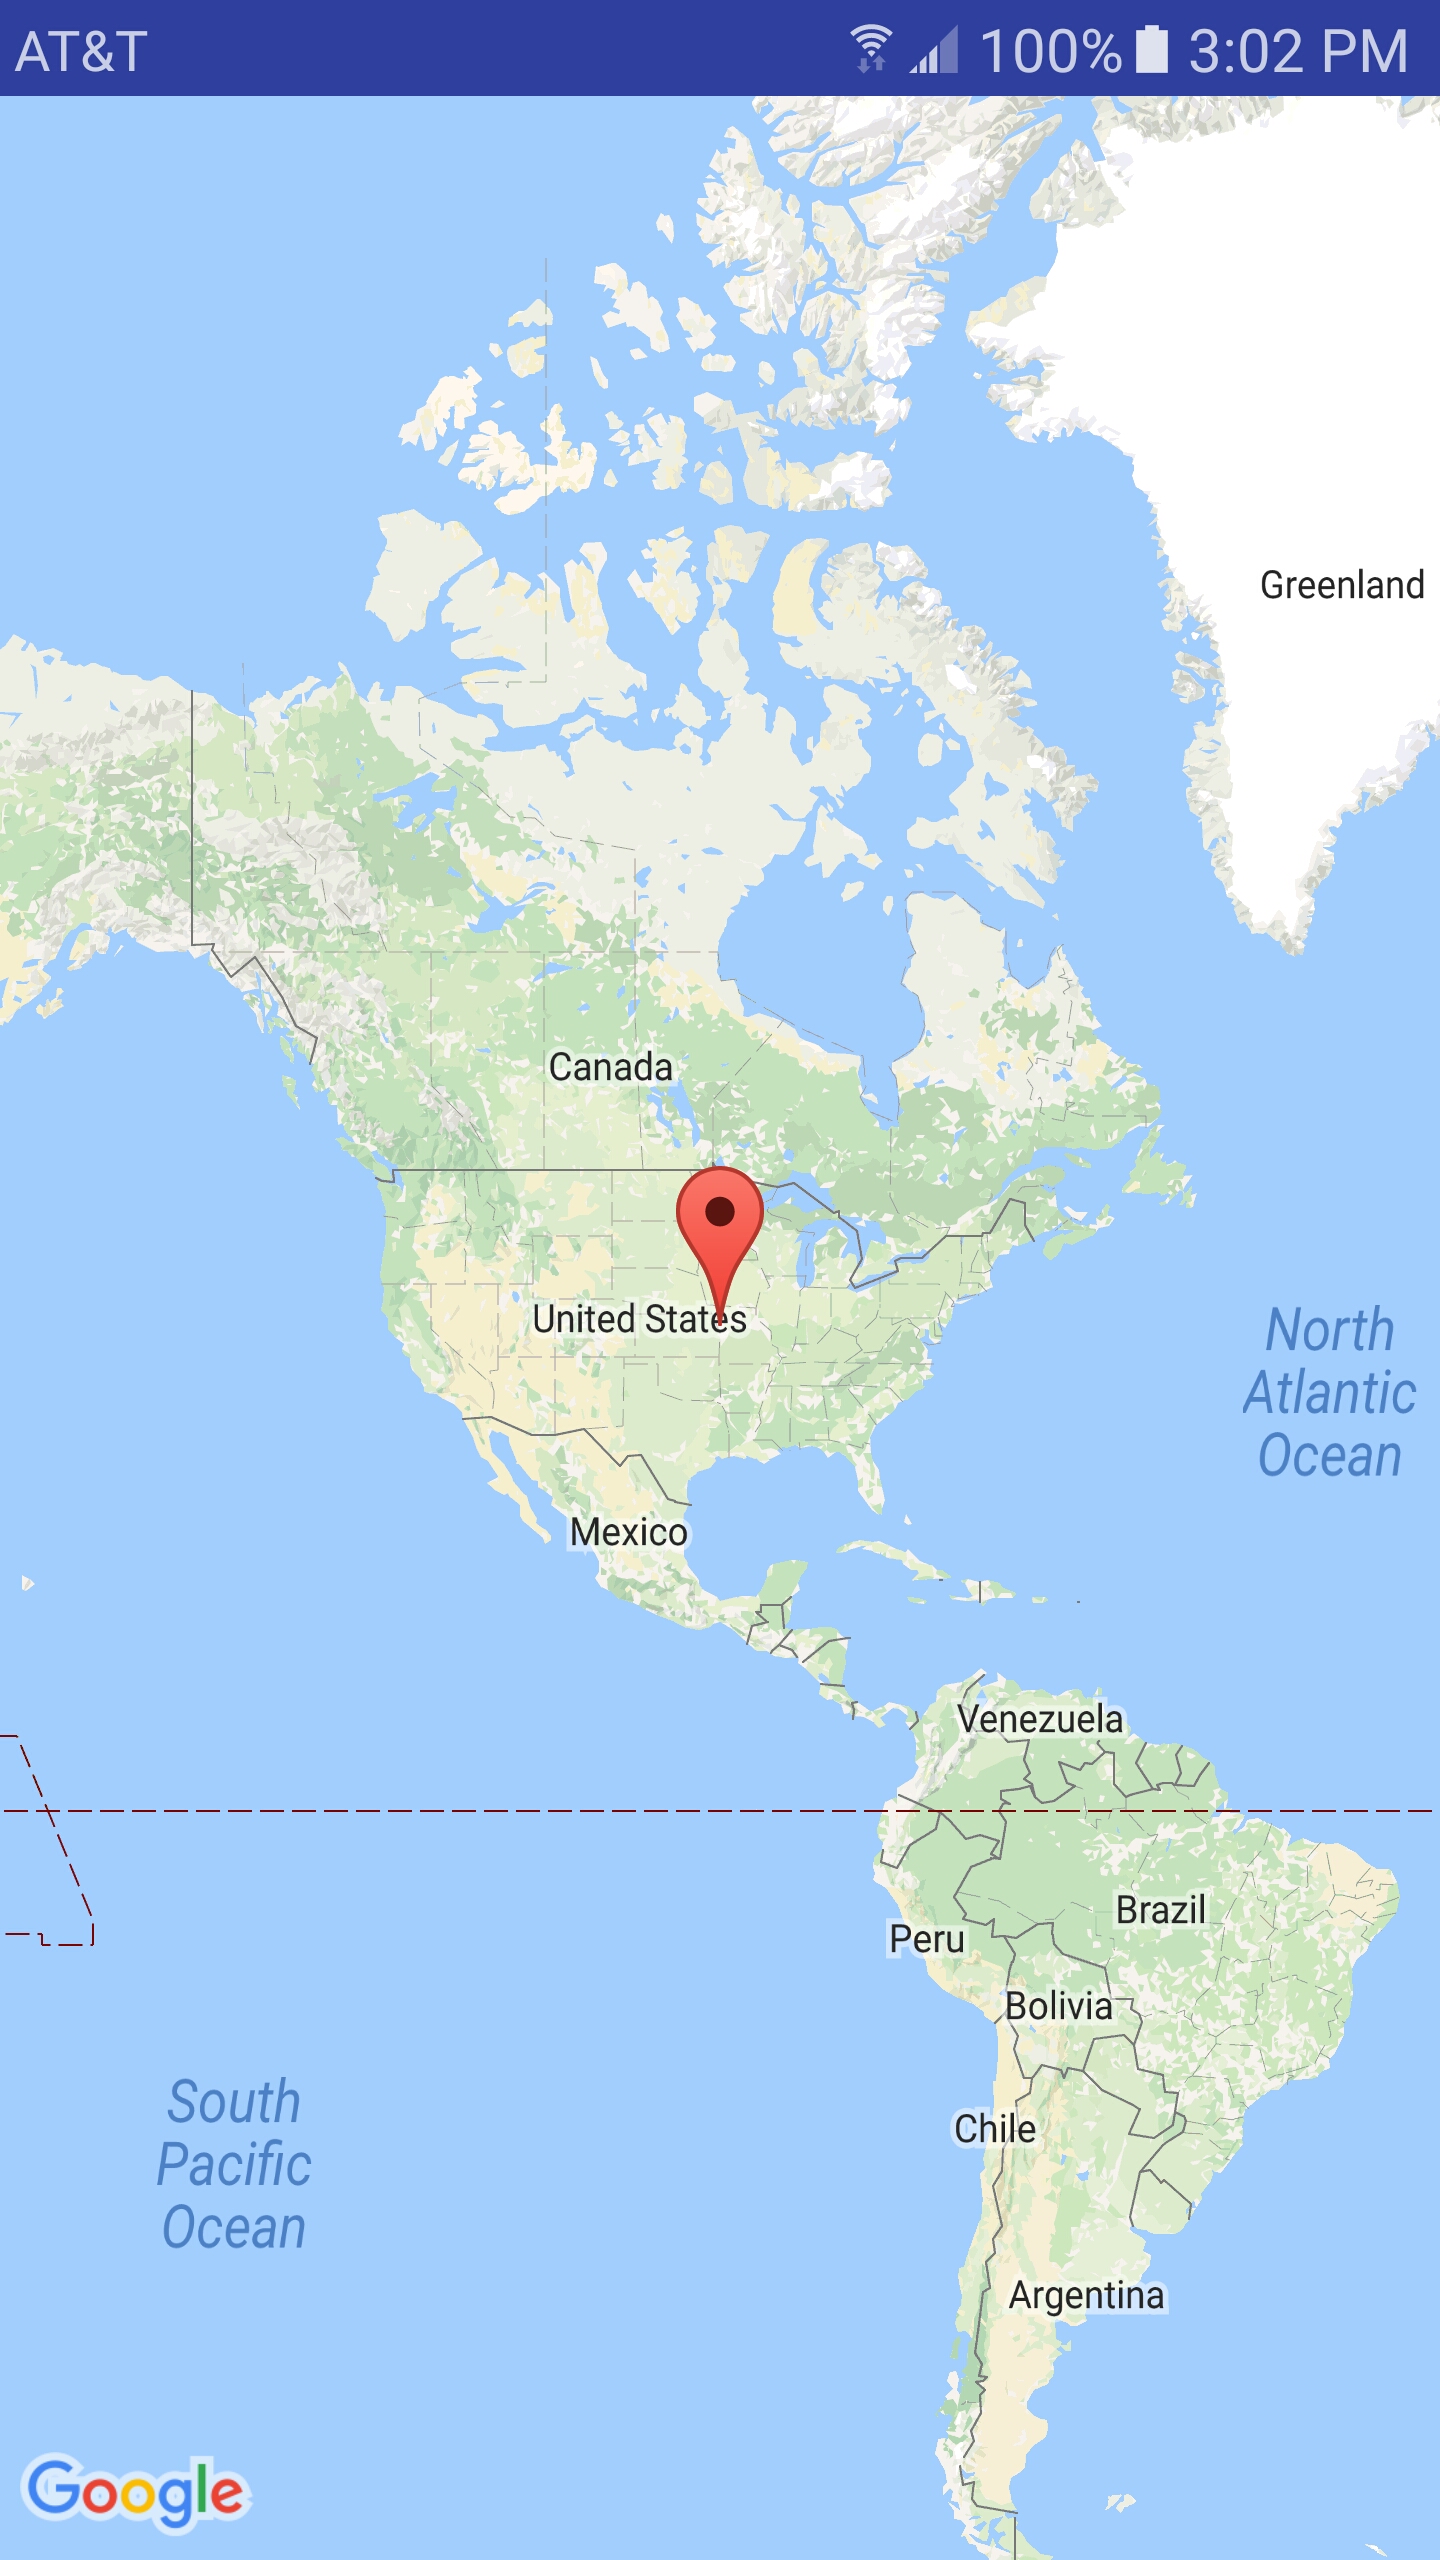 AT&T 100% 3:02 PM
Greenland
Canada
United States
North
Atlantic
Ocean
Mexico
Venezuela
Brazil
Peru
Bolivia
South
Pacific
Ocean
Chile
Argentina
Google